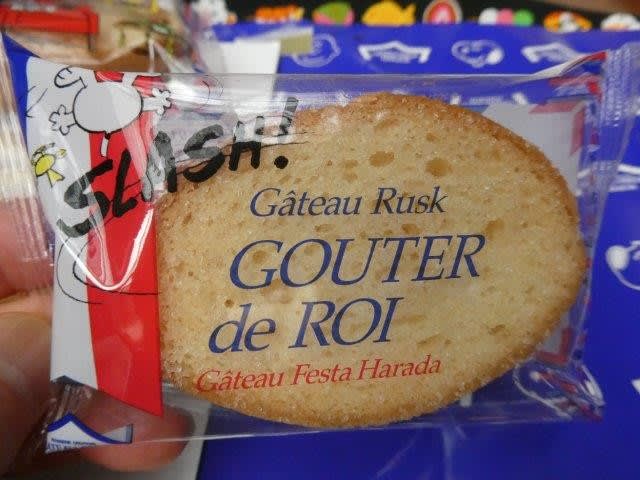 SLASH!
Gâteau Rusk
GOUTER
de ROI
Gâteau Festa Harada